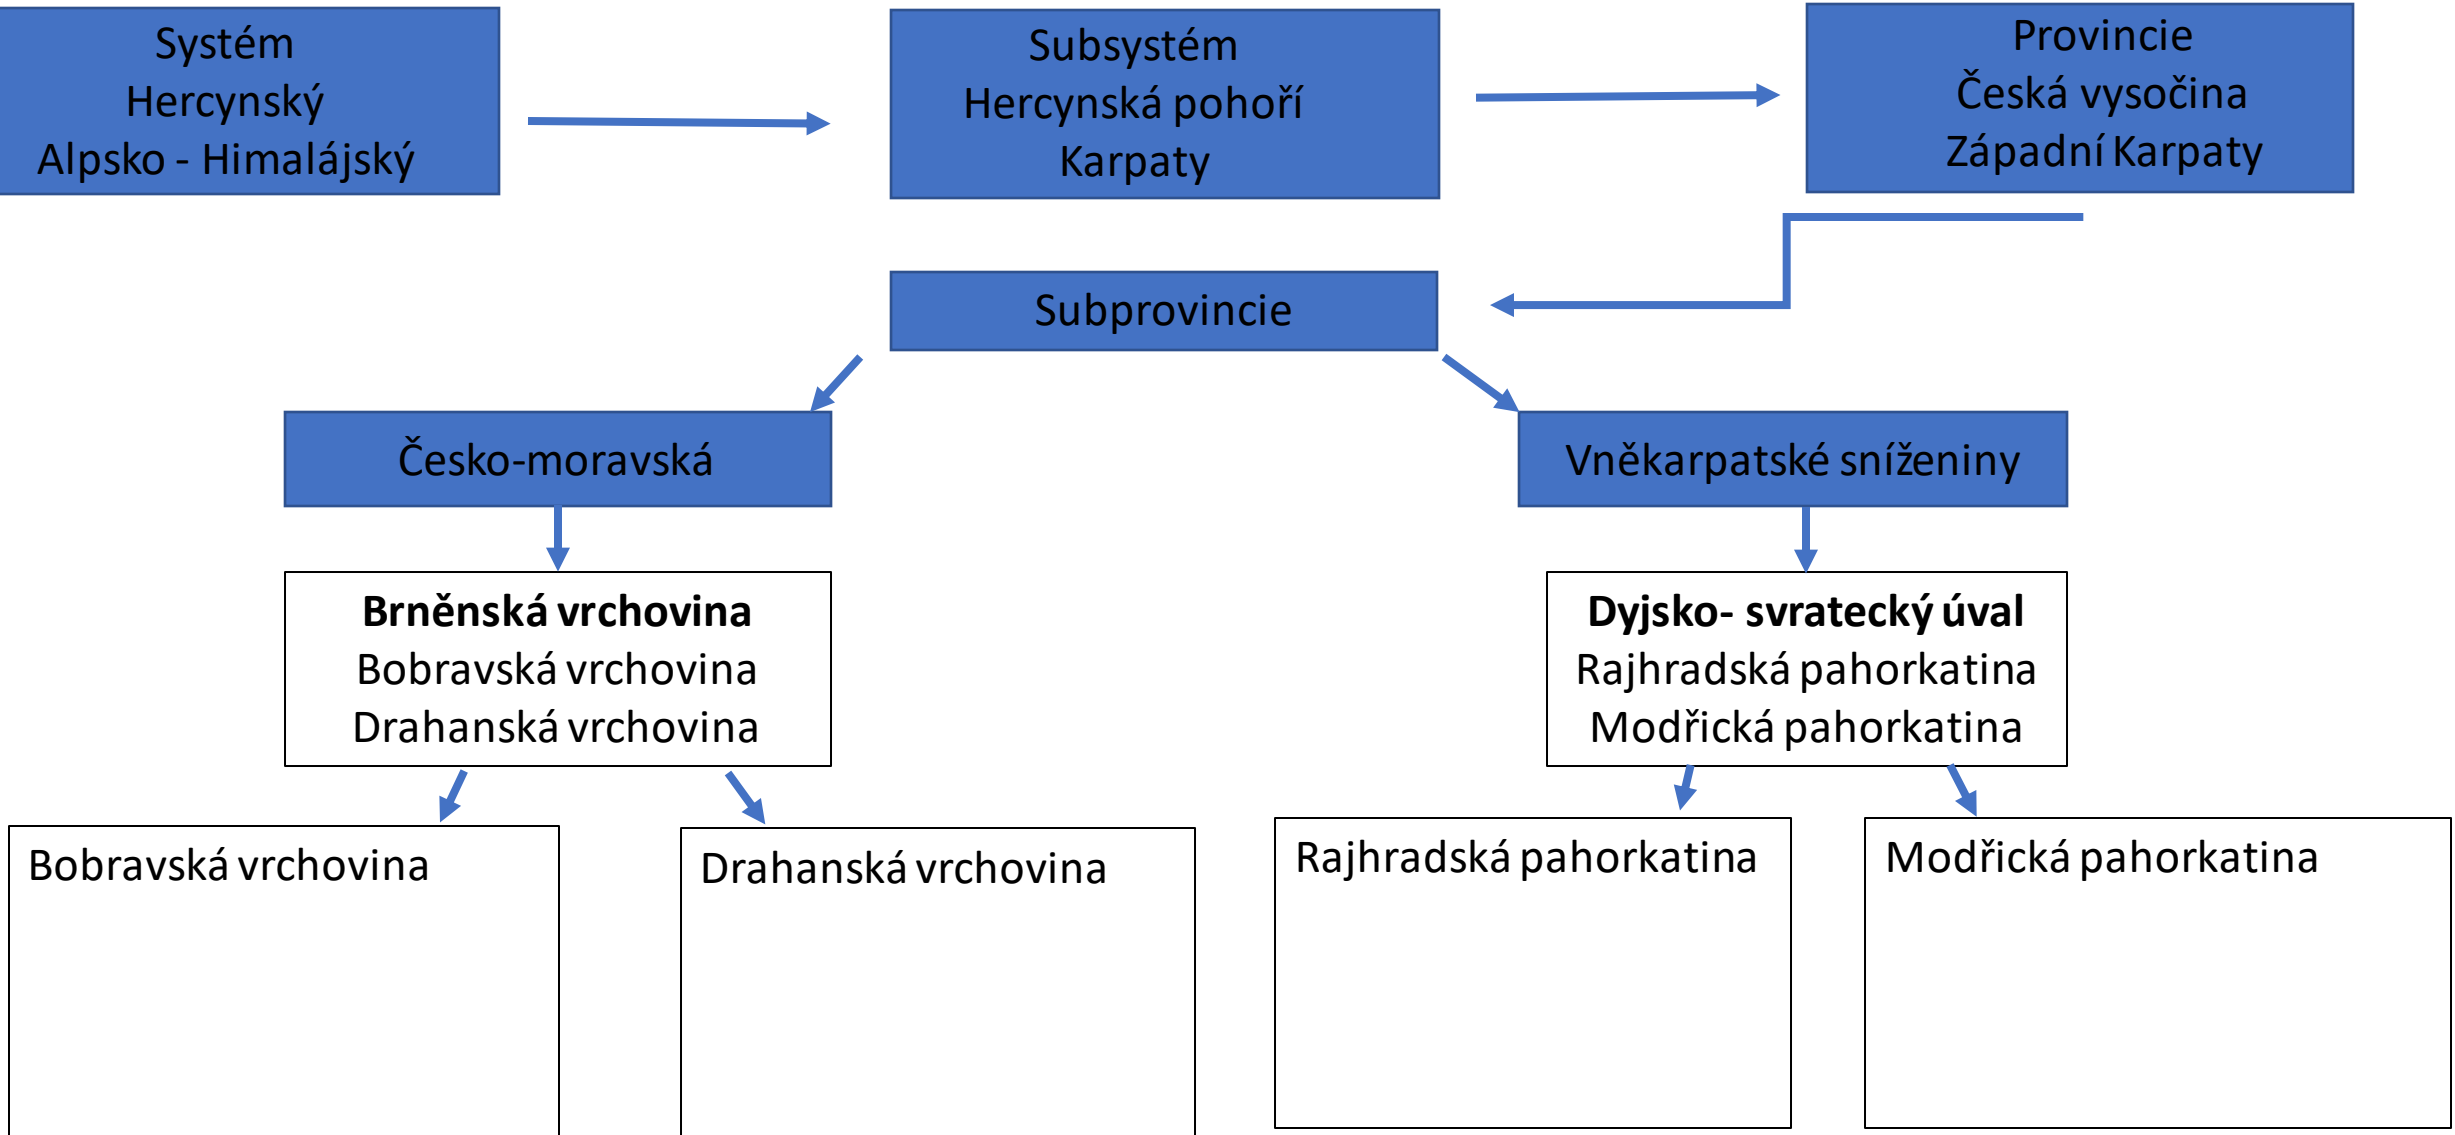 Systém
Hercynský
Alpsko - Himalájský
Subsystém
Hercynská pohoří
Karpaty
Provincie
Česká vysočina
Západní Karpaty
Subprovincie
Česko-moravská
Vněkarpatské sníženiny
Brněnská vrchovina
Bobravská vrchovina
Drahanská vrchovina
Dyjsko- svratecký úval
Rajhradská pahorkatina
Modřická pahorkatina
Bobravská vrchovina
Drahanská vrchovina
Rajhradská pahorkatina
Modřická pahorkatina